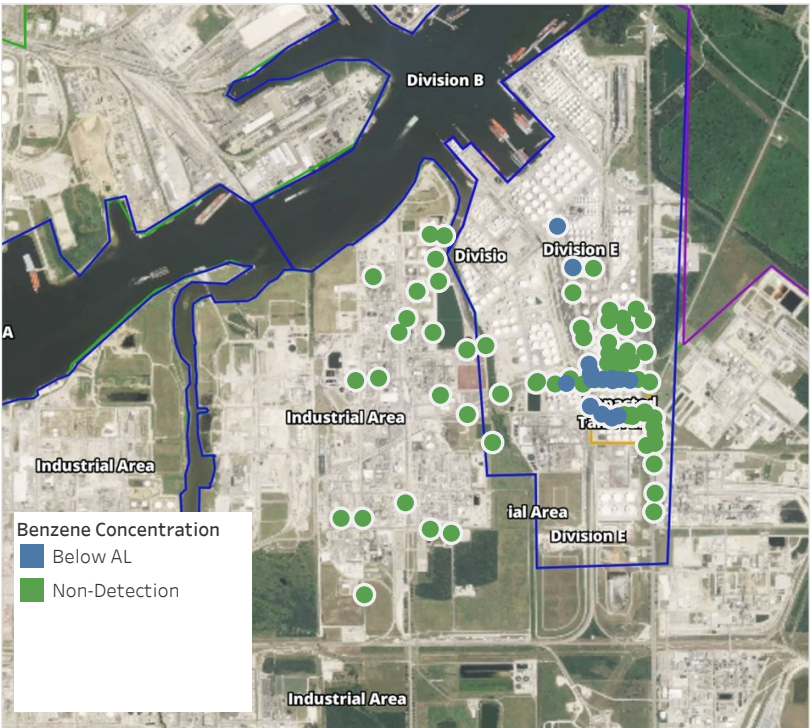 Division B
Divisio
Division E
A
Industrial Area
Industrial Area
ial Area
Division E
Benzene Concentration
Below AL
Non-Detection
Industrial Area